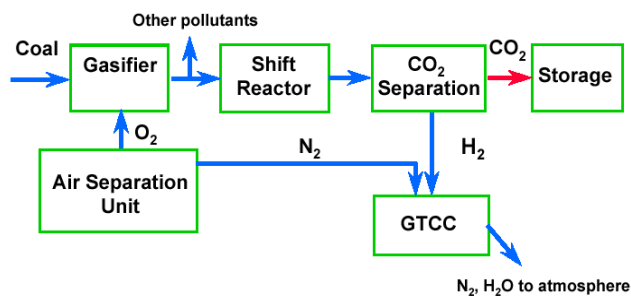 Other pollutants
Coal
Gasifier
Shift
Reactor
CO₂
Separation
CO₂
Storage
O₂
N₂
H₂
Air Separation
Unit
GTCC
N₂, H₂O to atmosphere